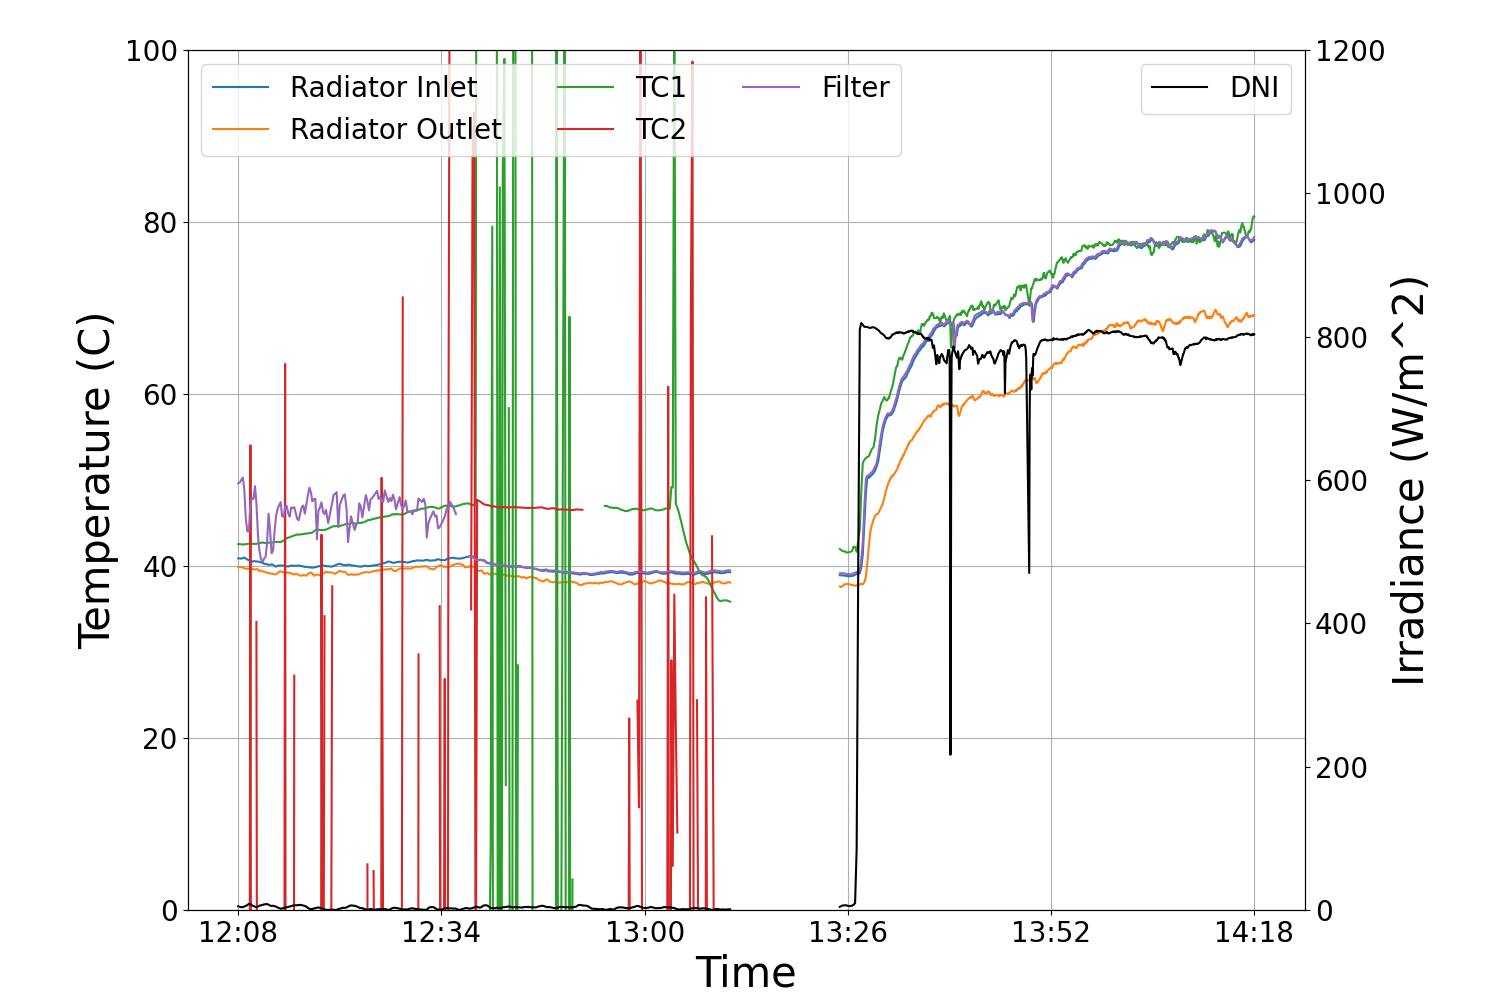 100
80
60
40
20
0
Temperature (C)
Radiator Inlet
Radiator Outlet
TC1
TC2
Filter
DNI
1200
1000
800
600
400
200
0
Irradiance (W/m^2)
12:08 12:34 13:00 13:26 13:52 14:18
Time